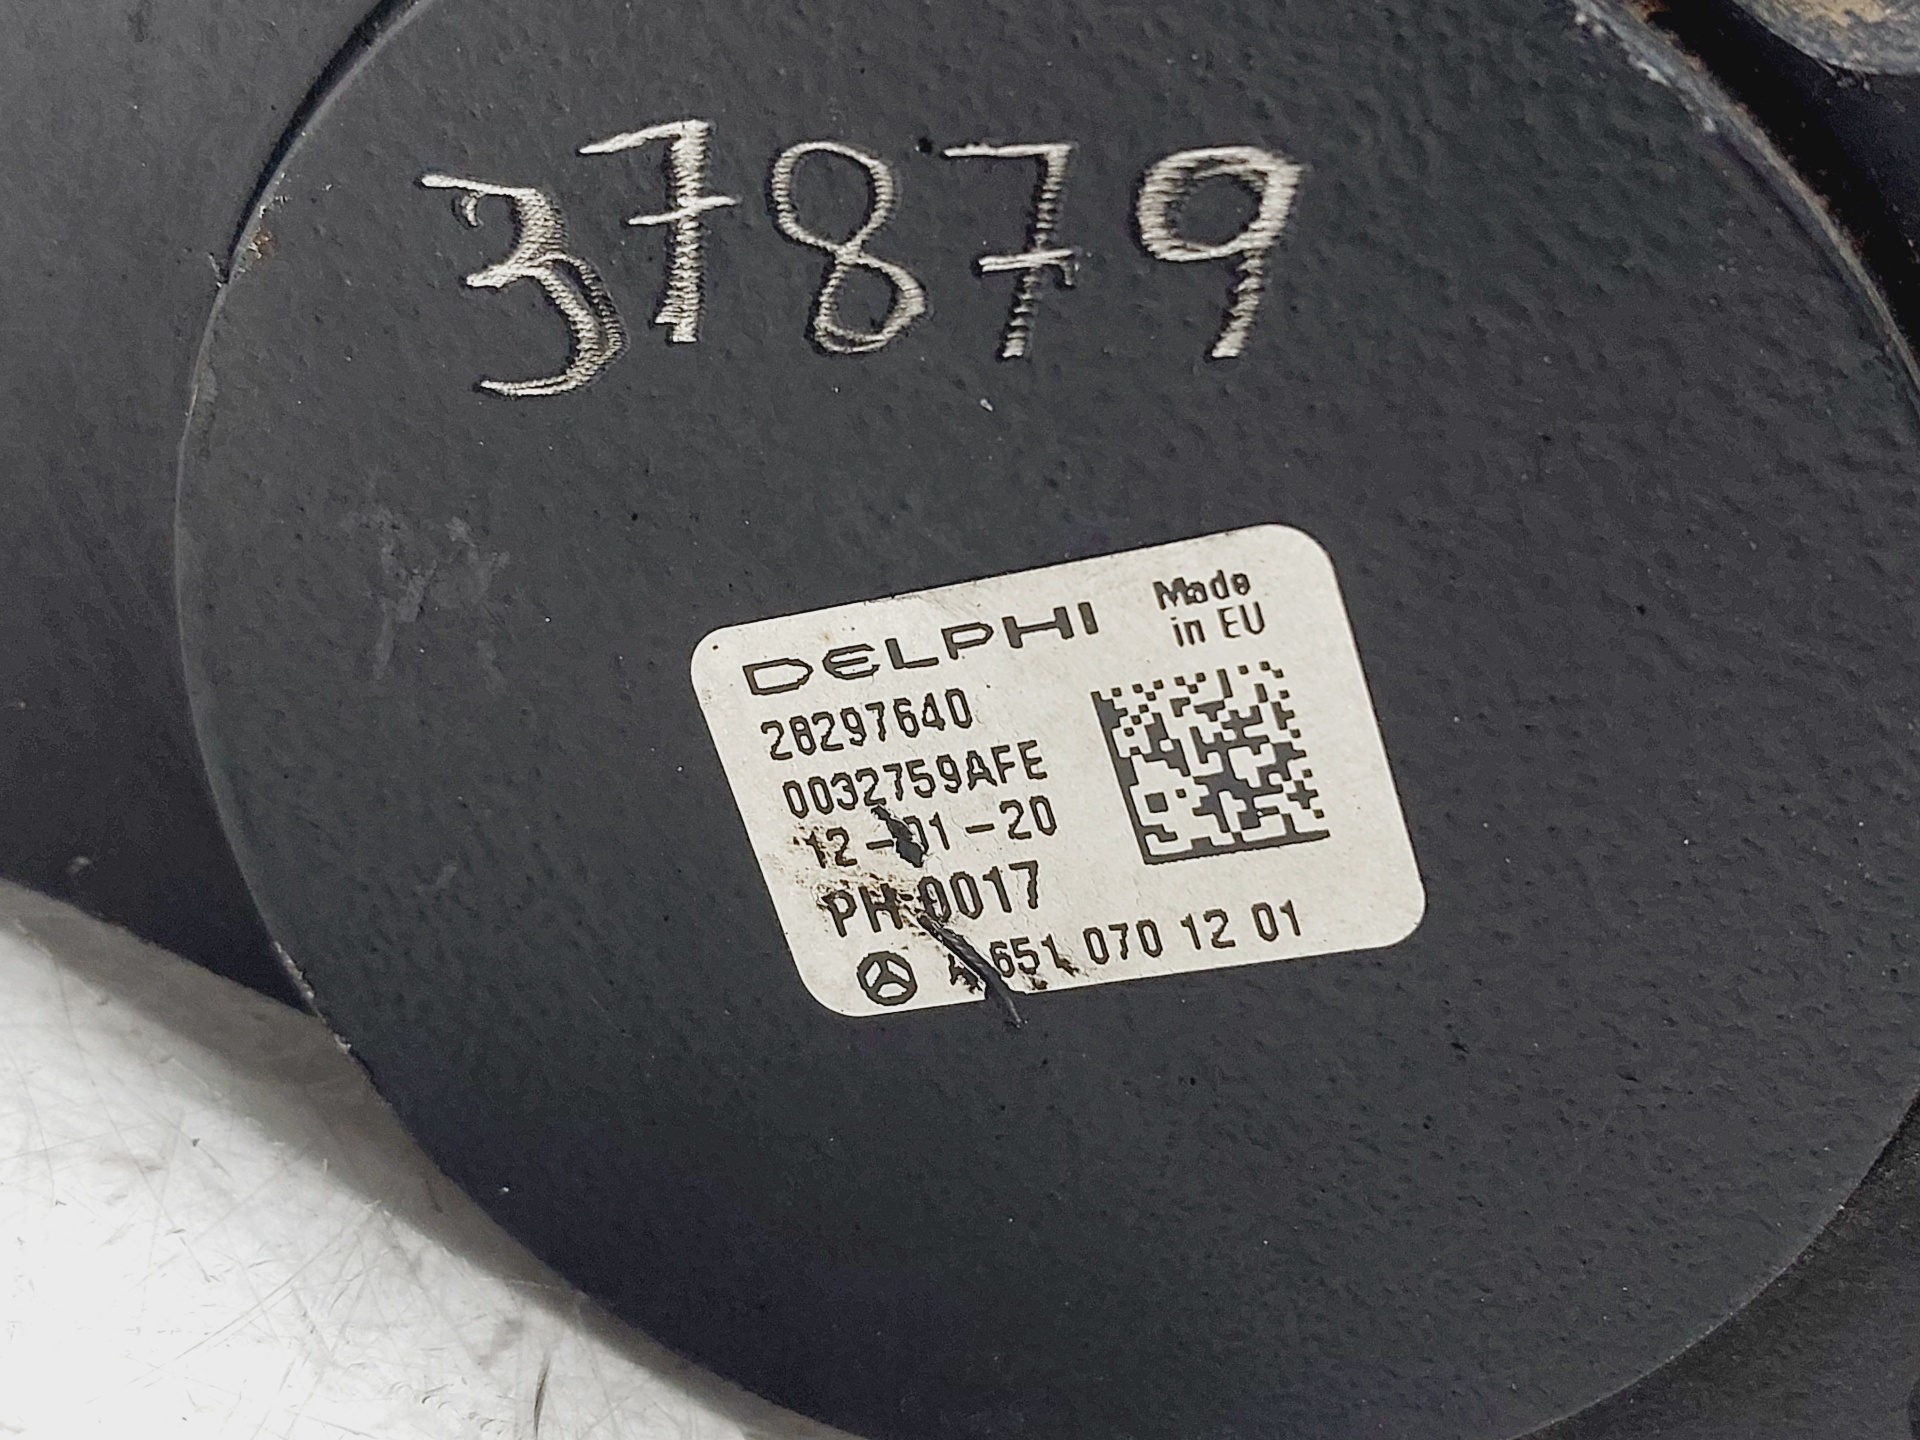 37879
DELPHI
Made
in EU
28297640
0032759AFE
12-01-20
PH 0017
A 651 070 12 01